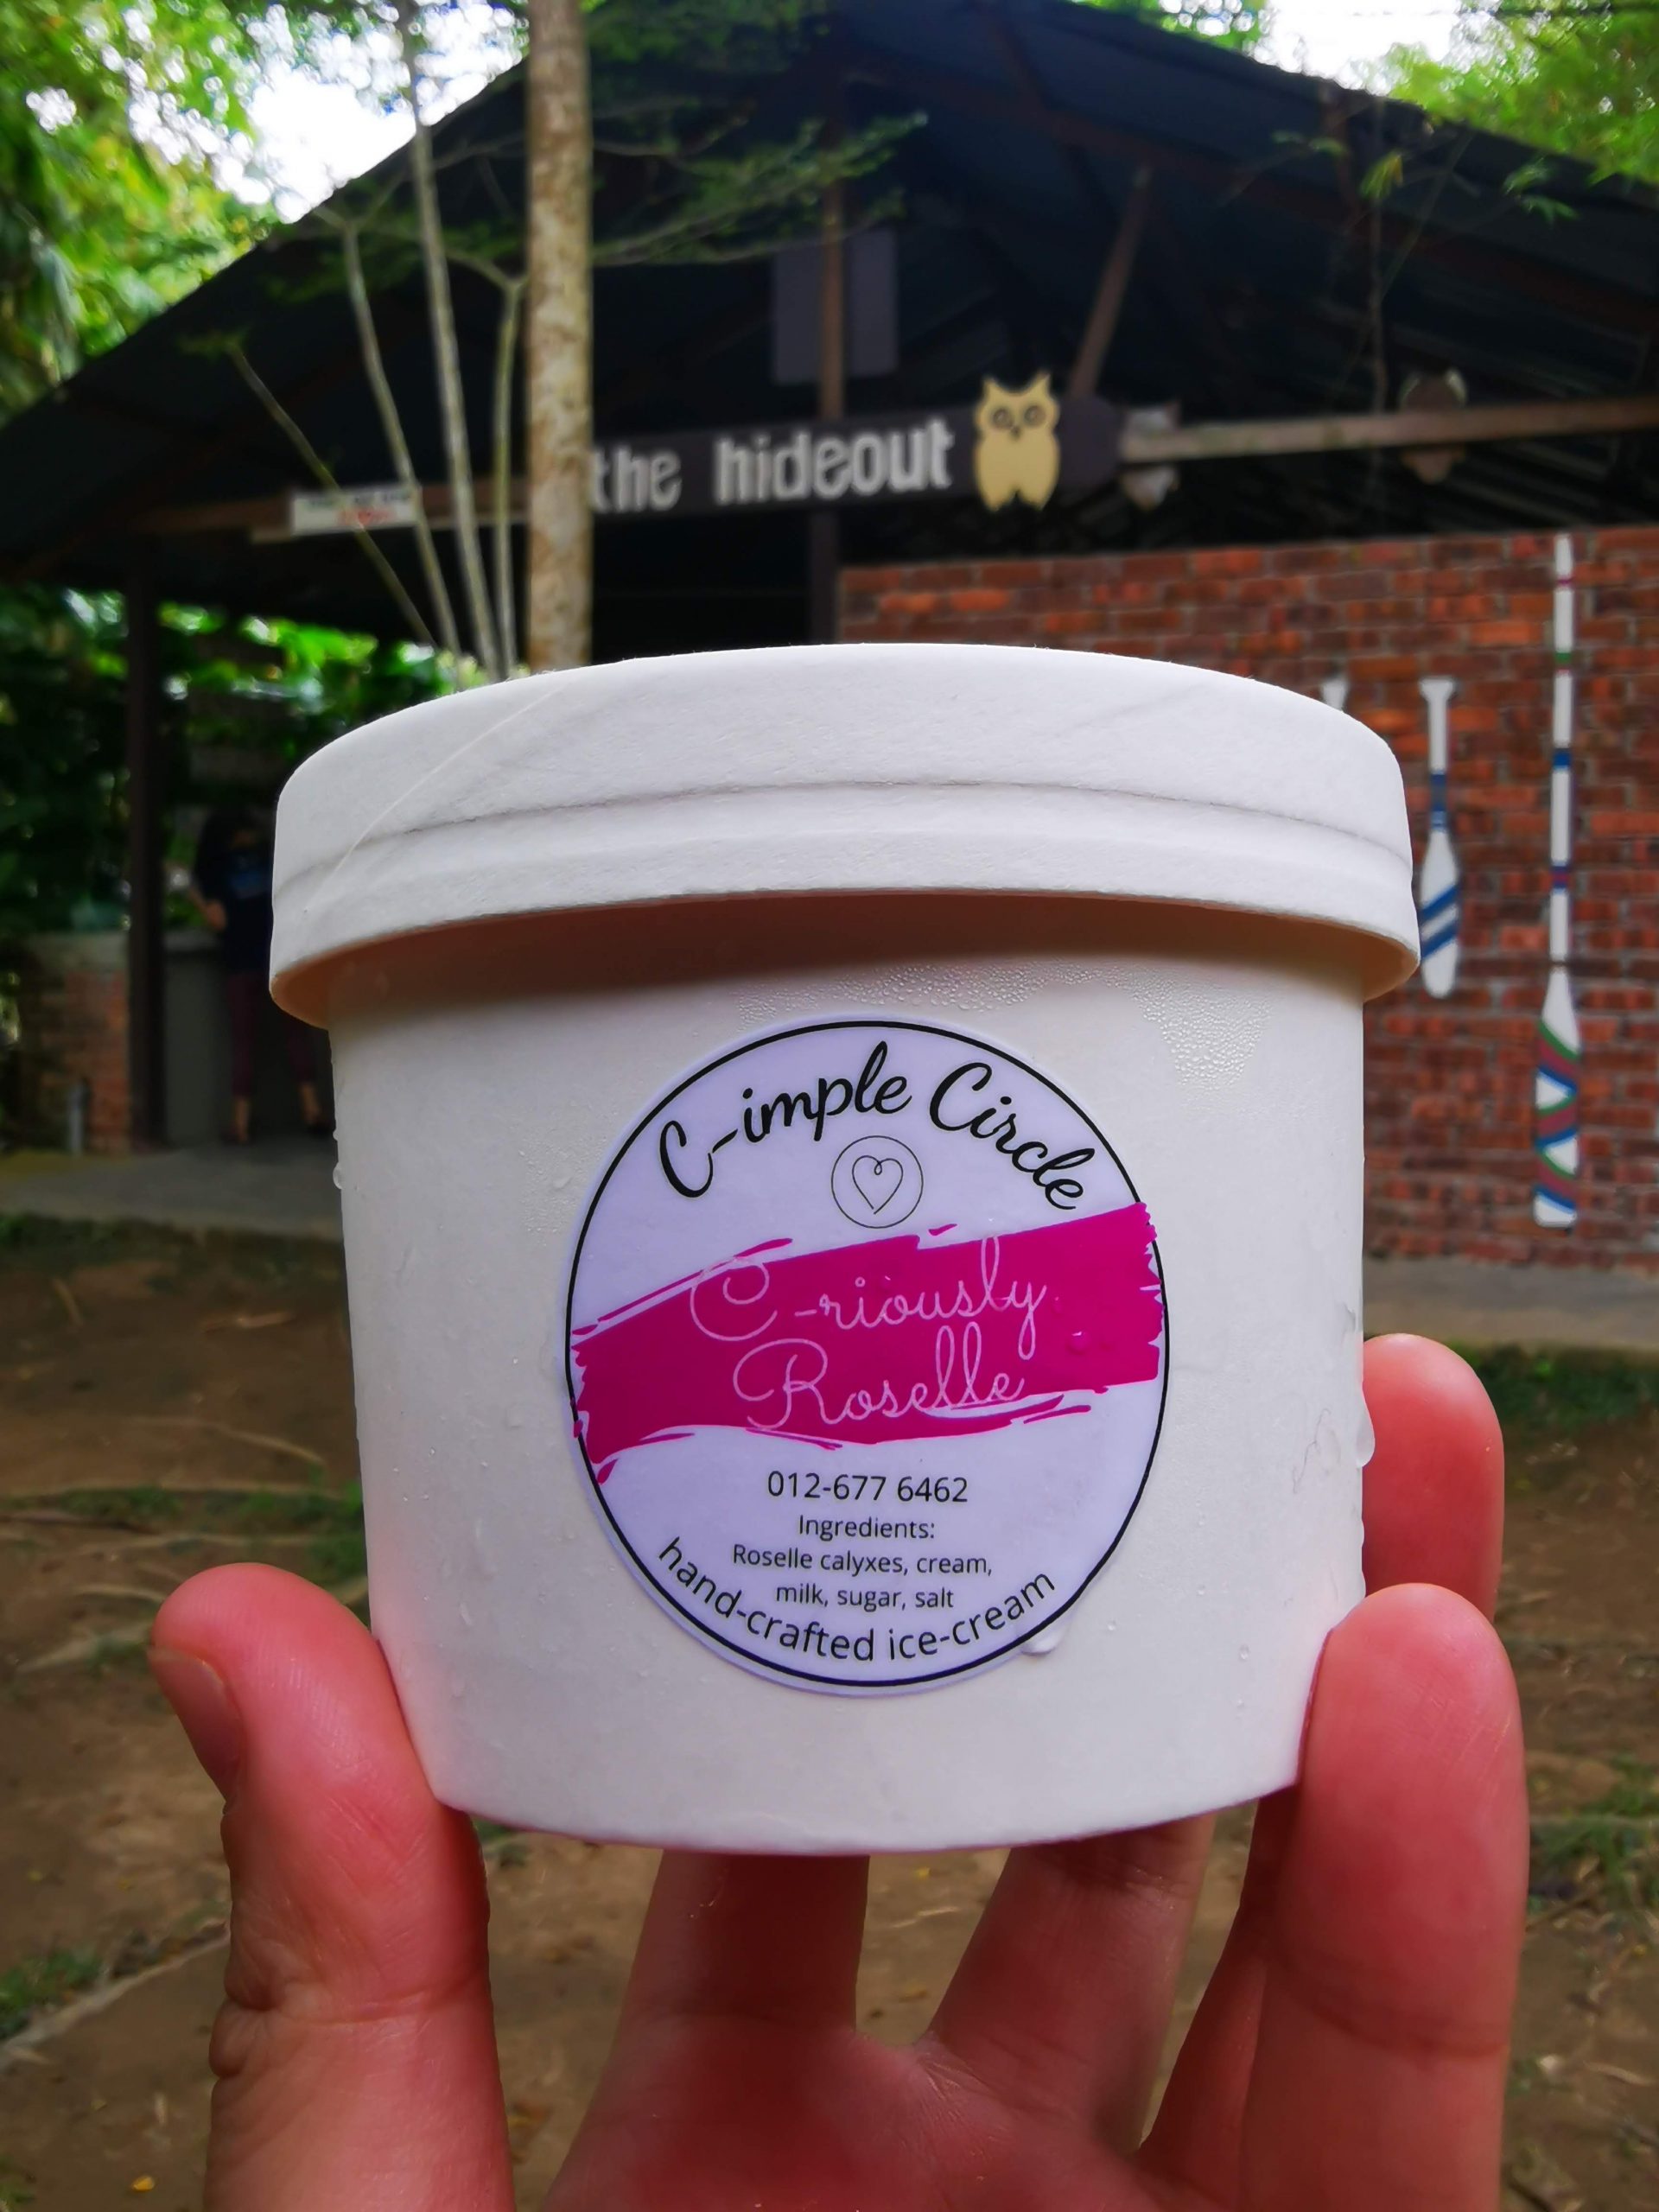 the hideout
C-imple Circle
C-riously
Roselle
012-677 6462
Ingredients:
Roselle calyxes, cream,
milk, sugar, salt
hand-crafted ice-cream